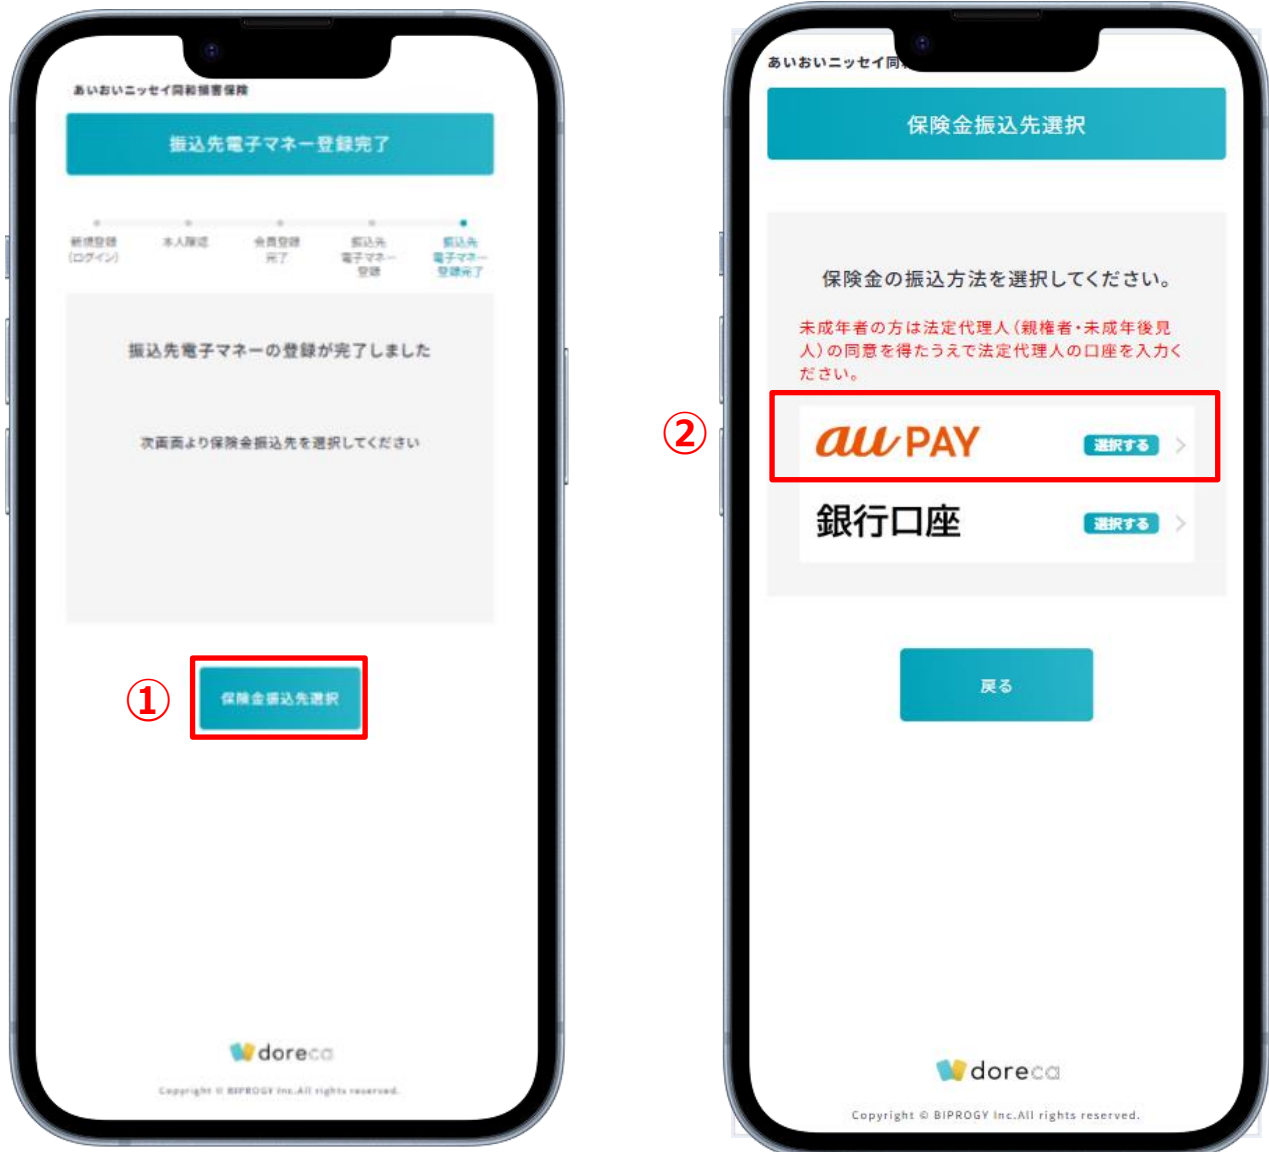 あいおいニッセイ同和損害保険
振込先電子マネー登録完了
新規登録
(ログイン)
本人確認
会員登録
完了
振込先
電子マネー
登録
振込先
電子マネー
登録完了
振込先電子マネーの登録が完了しました
次画面より保険金振込先を選択してください
①
保険金振込先選択
doreca
Copyright © BIPROGY Inc.All rights reserved.
あいおいニッセイ同
保険金振込先選択
保険金の振込方法を選択してください。
未成年者の方は法定代理人（親権者・未成年後見
人）の同意を得たうえで法定代理人の口座を入力く
ださい。
②
au PAY
選択する
銀行口座
選択する
戻る
doreca
Copyright © BIPROGY Inc.All rights reserved.